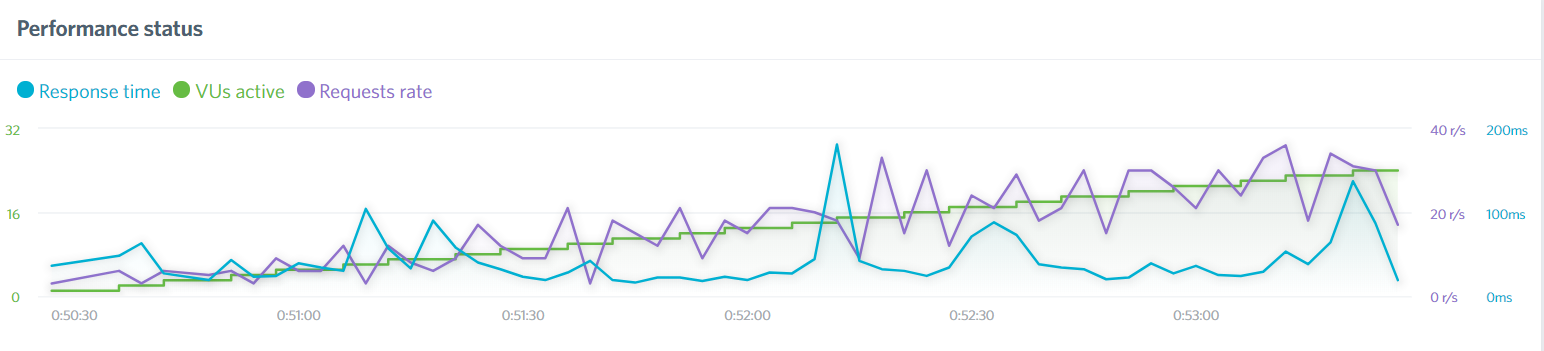 Performance status
Response time VUs active Requests rate
32 40 r/s 200ms
16 20 r/s 100ms
0 0 r/s 0ms
0:50:30 0:51:00 0:51:30 0:52:00 0:52:30 0:53:00